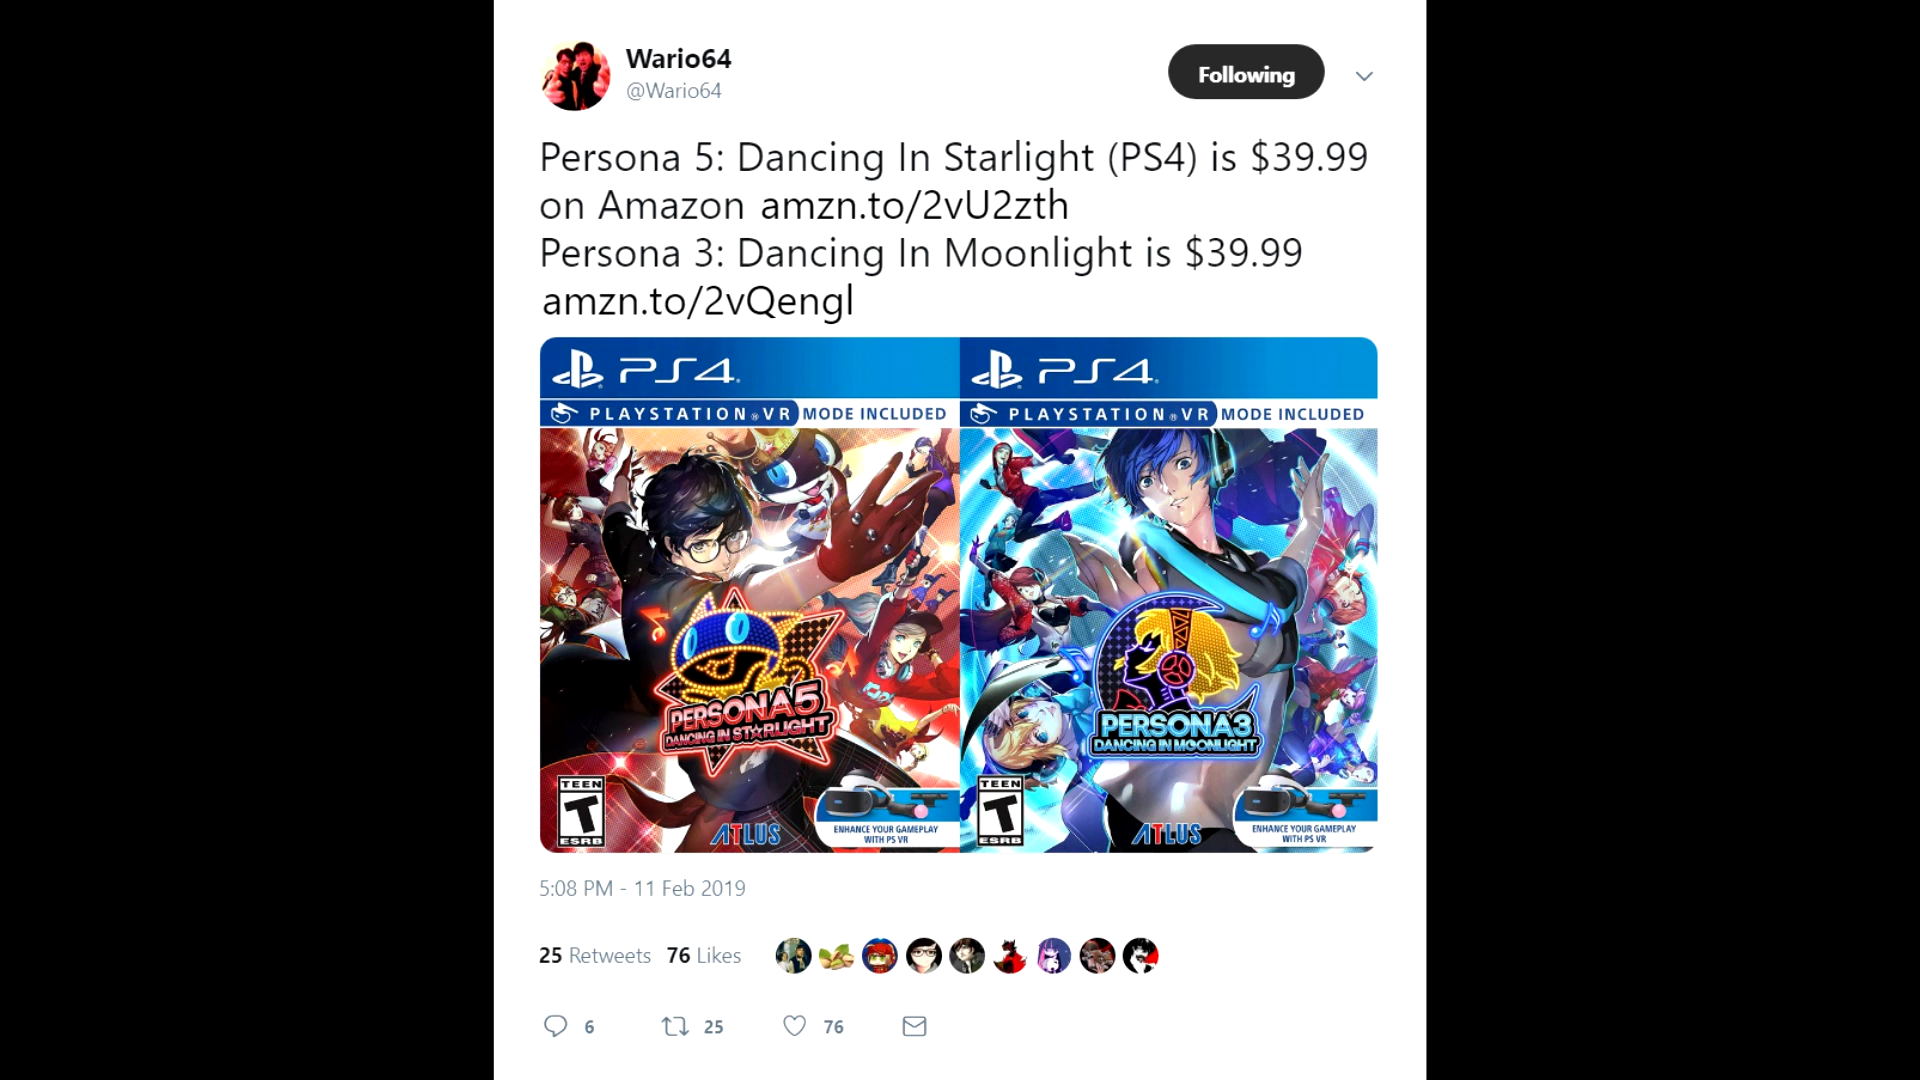 Wario64
@Wario64
Following
Persona 5: Dancing In Starlight (PS4) is $39.99
on Amazon amzn.to/2vU2zth
Persona 3: Dancing In Moonlight is $39.99
amzn.to/2vQengl
PS4
PLAYSTATION®VR MODE INCLUDED
PERSONA5
DANCING IN ST★RLIGHT
TEEN
T
ESRB
ATLUS
ENHANCE YOUR GAMEPLAY
WITH PS VR
PS4
PLAYSTATION®VR MODE INCLUDED
PERSONA3
DANCING IN MOONLIGHT
TEEN
T
ESRB
ATLUS
ENHANCE YOUR GAMEPLAY
WITH PS VR
5:08 PM - 11 Feb 2019
25 Retweets 76 Likes
6 25 76